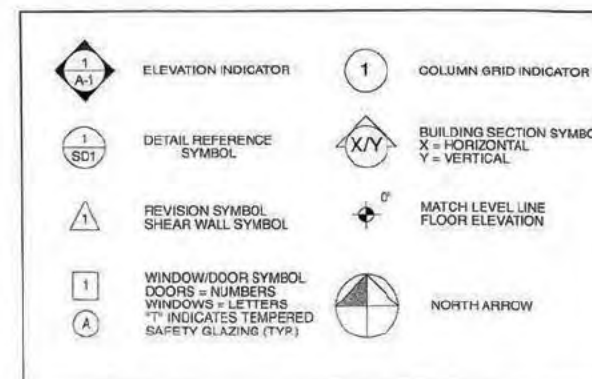 1
A-1
ELEVATION INDICATOR
1
COLUMN GRID INDICATOR
1
SD1
DETAIL REFERENCE
SYMBOL
X/Y
BUILDING SECTION SYMBO
X = HORIZONTAL
Y = VERTICAL
1
REVISION SYMBOL
SHEAR WALL SYMBOL
0"
MATCH LEVEL LINE
FLOOR ELEVATION
1
A
WINDOW/DOOR SYMBOL
DOORS = NUMBERS
WINDOWS = LETTERS
"T" INDICATES TEMPERED
SAFETY GLAZING (TYP.)
NORTH ARROW